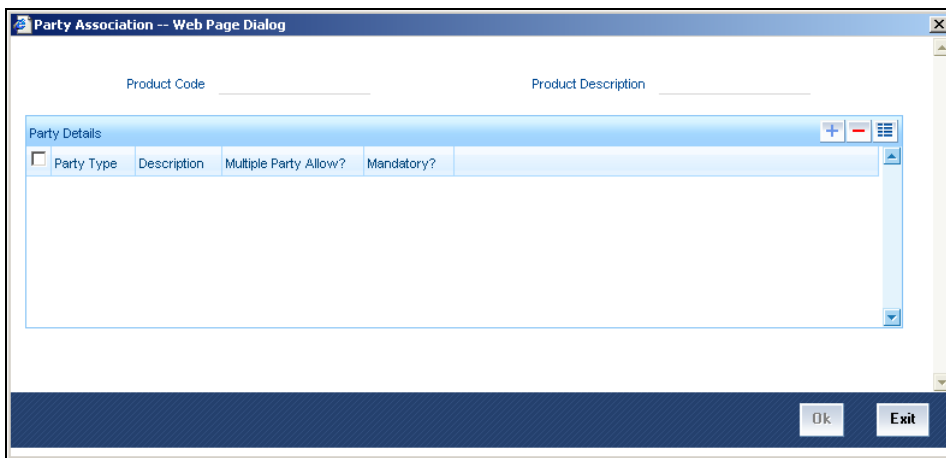 Party Association -- Web Page Dialog
Product Code
Product Description
Party Details
Party Type Description Multiple Party Allow? Mandatory?
Ok Exit